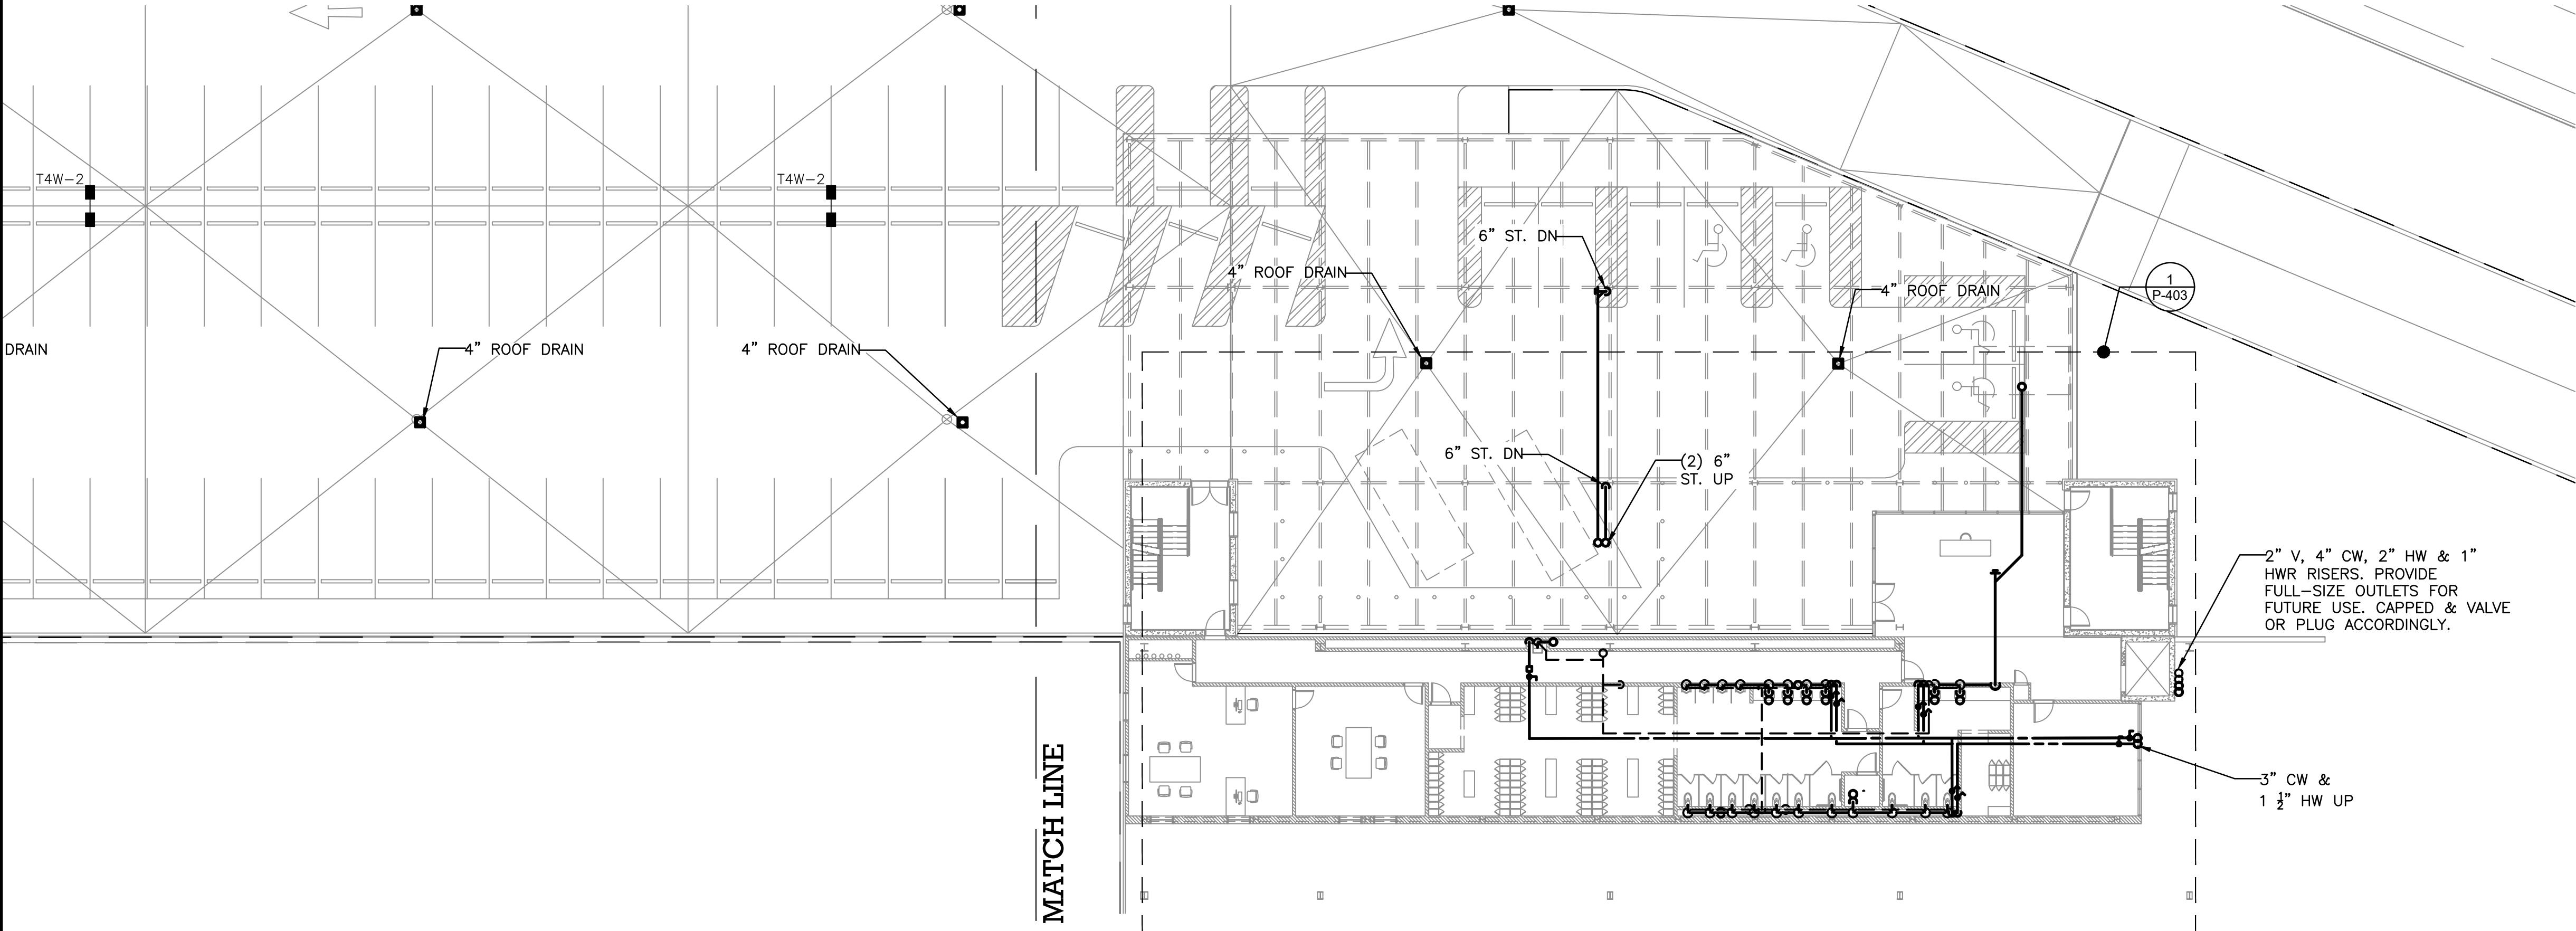 T4W-2
T4W-2
6" ST. DN
4" ROOF DRAIN
4" ROOF DRAIN
1
P-403
DRAIN
4" ROOF DRAIN
4" ROOF DRAIN
6" ST. DN
(2) 6"
ST. UP
2" V, 4" CW, 2" HW & 1"
HWR RISERS. PROVIDE
FULL-SIZE OUTLETS FOR
FUTURE USE. CAPPED & VALVE
OR PLUG ACCORDINGLY.
MATCH LINE
3" CW &
1 ½" HW UP